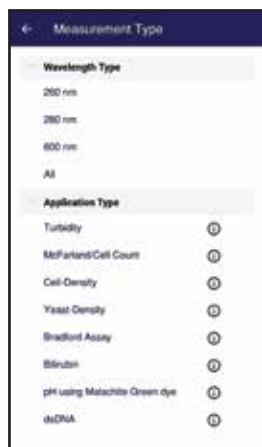 Measurement Type
Wavelength Type
260 nm
280 nm
600 nm
All
Application Type
Turbidity
McFarland/Cell Count
Cell-Density
Yeast-Density
Bradford Assay
Bilirubin
pH using Malachite Green dye
dsDNA